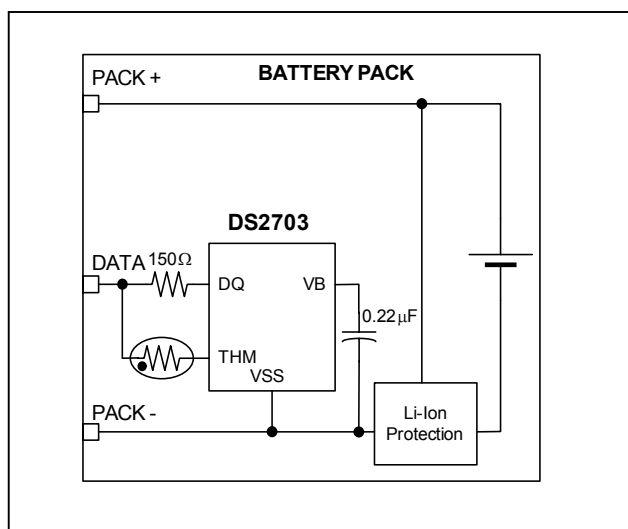 PACK +
BATTERY PACK
DS2703
DATA
150Ω
DQ
VB
0.22µF
THM
VSS
PACK -
Li-Ion
Protection